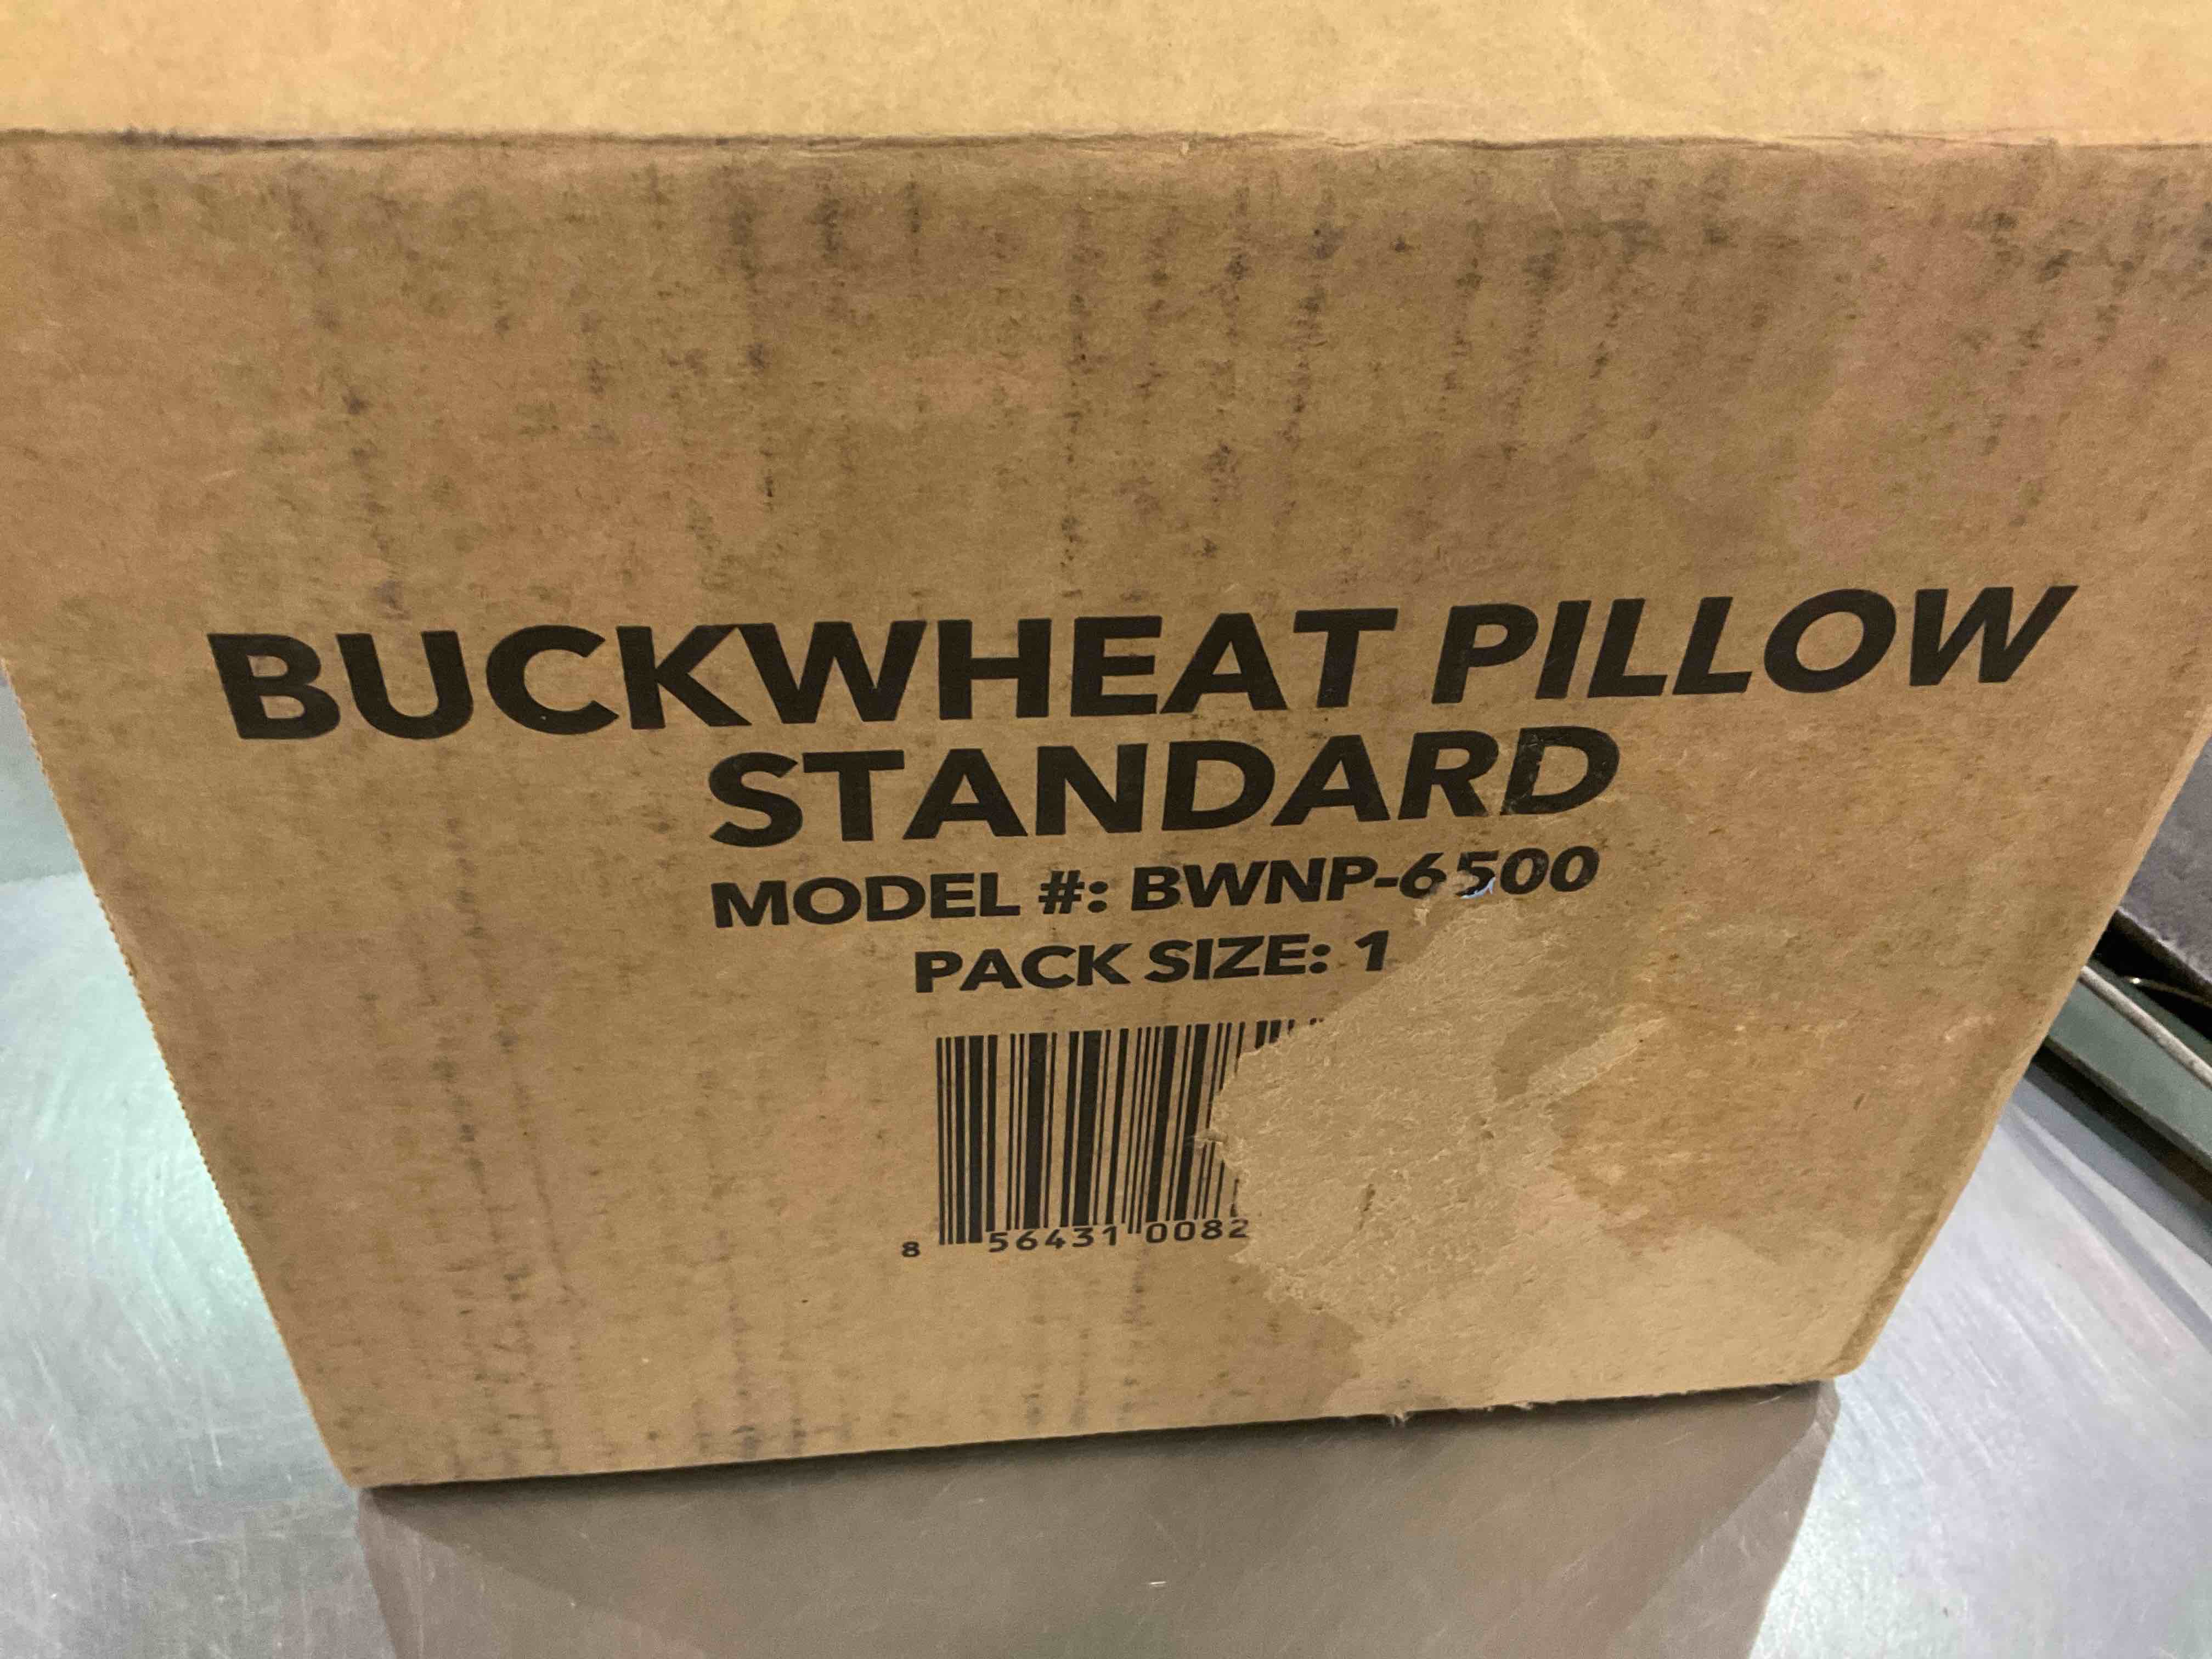 BUCKWHEAT PILLOW
STANDARD
MODEL #: BWNP-6500
PACK SIZE: 1
8 56431 0082